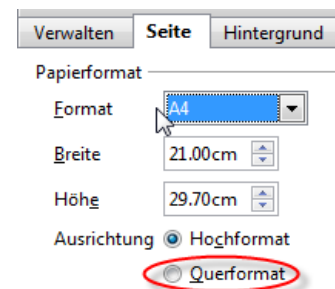 Verwalten Seite Hintergrund
Papierformat
Format A4
Breite 21.00cm
Höhe 29.70cm
Ausrichtung Hochformat
Querformat